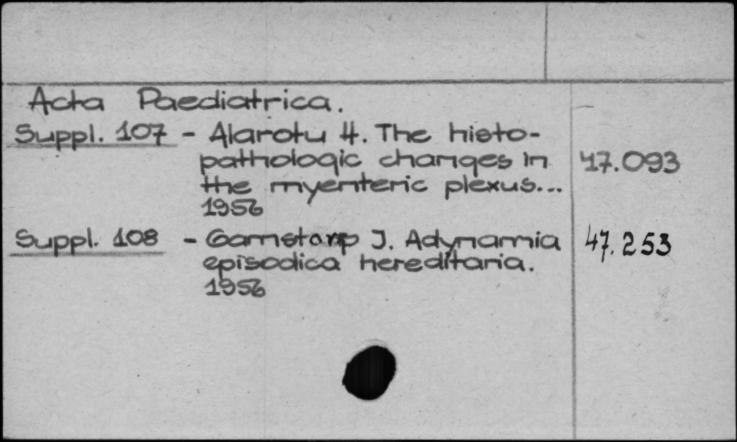 Acta Paediatrica.
Suppl. 107 - Alarotu H. The histo-
pathologic changes in 47.093
the myenteric plexus...
1956
Suppl. 108 - Gamstorp J. Adynamia 47.253
episodica hereditaria.
1956